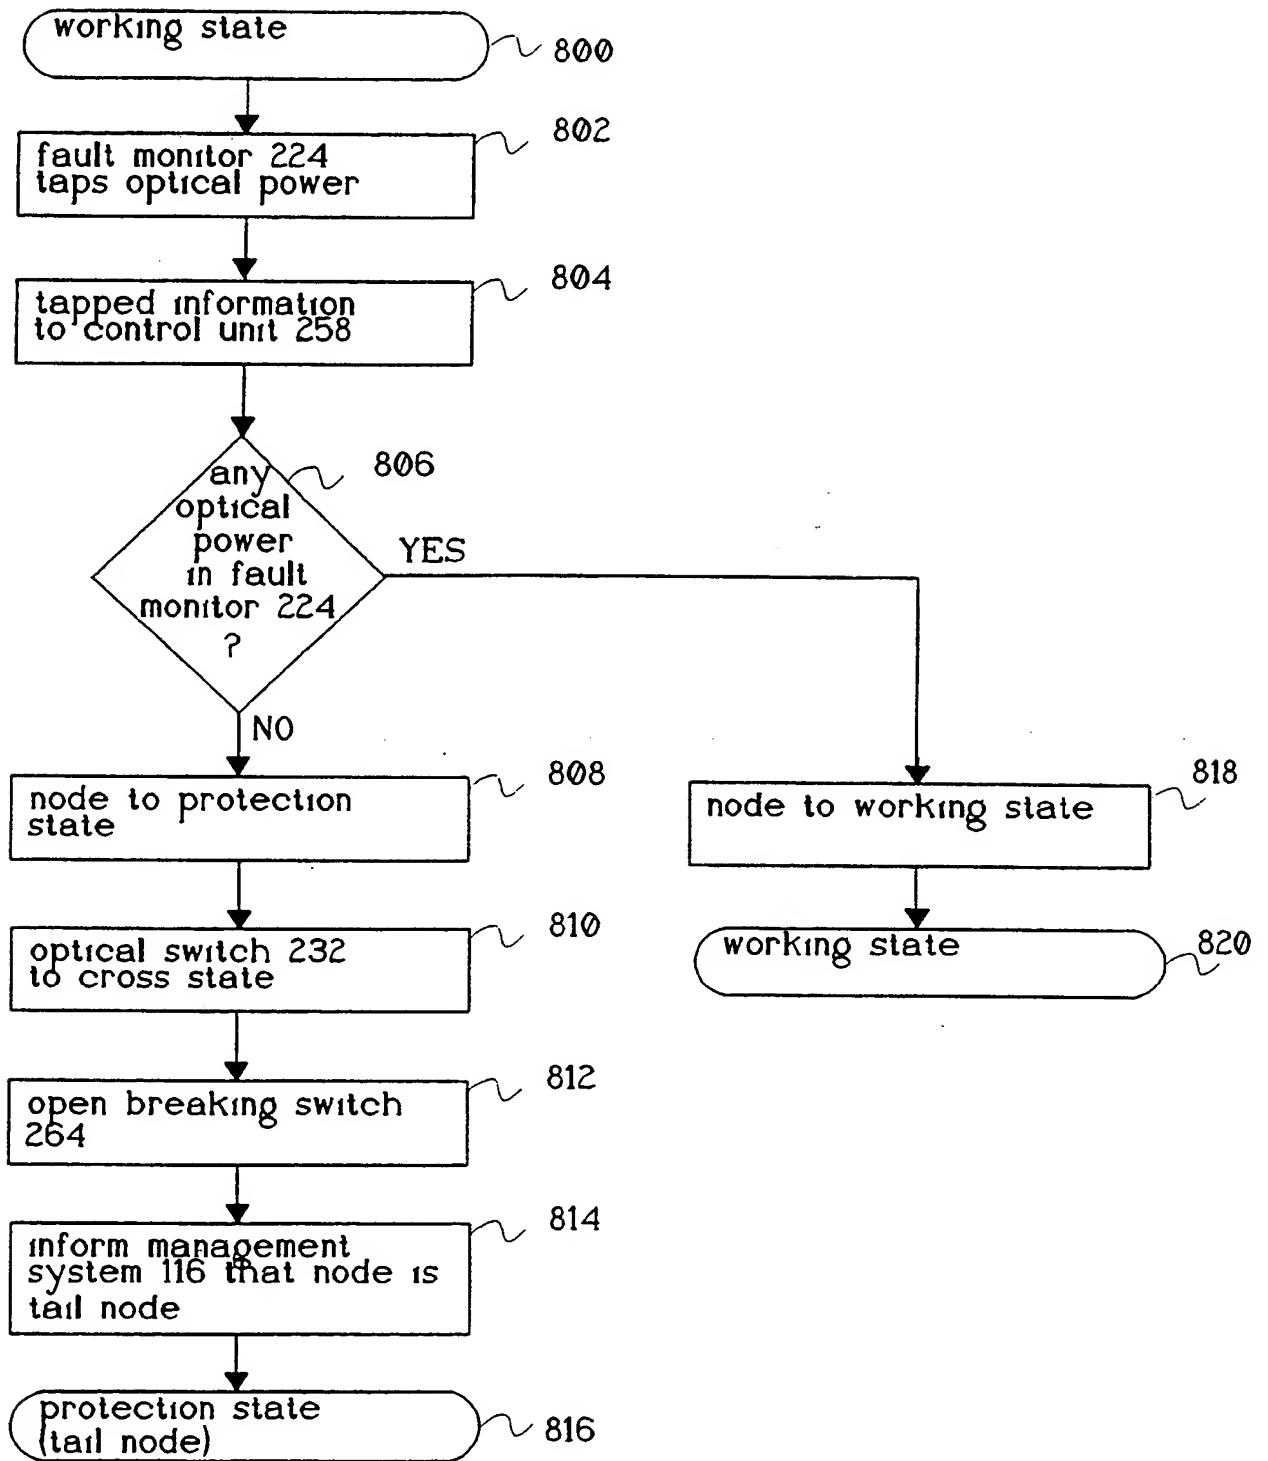 working state
800
802
fault monitor 224
taps optical power
804
tapped information
to control unit 258
806
any
optical
power
in fault
monitor 224
?
YES
NO
808
node to protection
state
818
node to working state
810
optical switch 232
to cross state
working state
820
812
open breaking switch
264
814
inform management
system 116 that node is
tail node
protection state
(tail node)
816